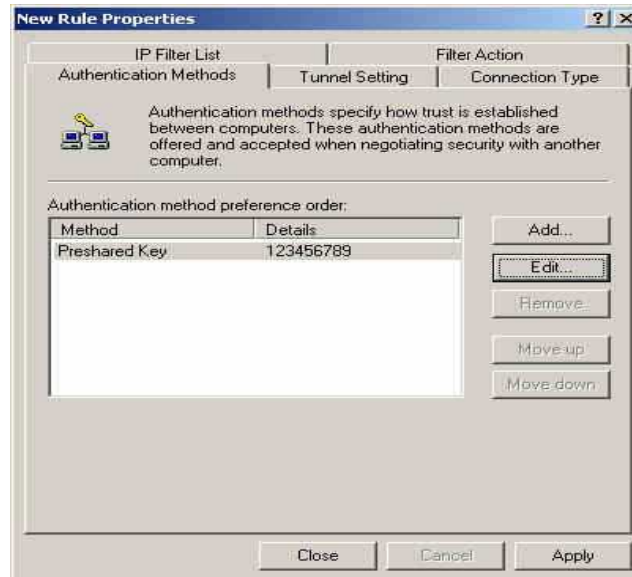 New Rule Properties
IP Filter List
Filter Action
Authentication Methods
Tunnel Setting
Connection Type
Authentication methods specify how trust is established
between computers. These authentication methods are
offered and accepted when negotiating security with another
computer.
Authentication method preference order:
Method Details
Preshared Key 123456789
Add...
Edit...
Remove
Move up
Move down
Close
Cancel
Apply